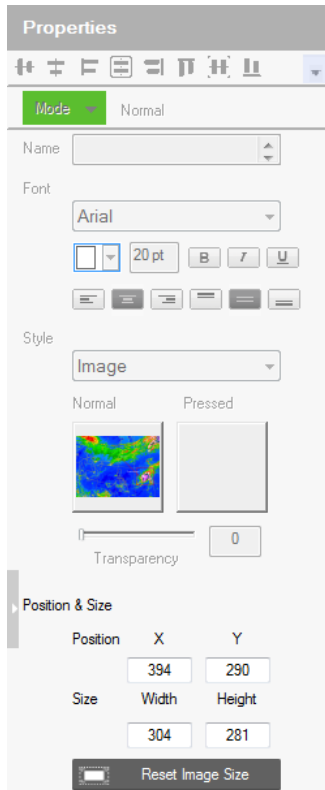 Properties
Mode Normal
Name
Font
Arial
20 pt B I U
Style
Image
Normal Pressed
0
Transparency
Position & Size
Position X Y
394 290
Size Width Height
304 281
Reset Image Size